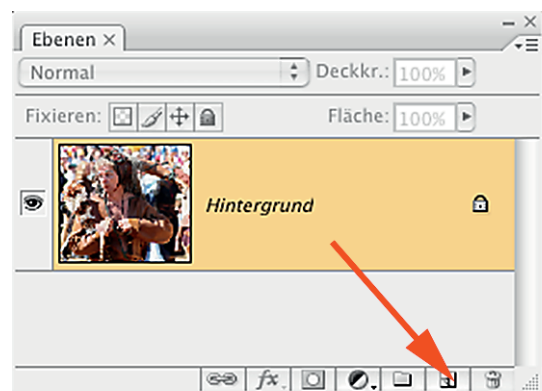 Ebenen ×
Normal Deckkr.: 100%
Fixieren: Fläche: 100%
Hintergrund
fx